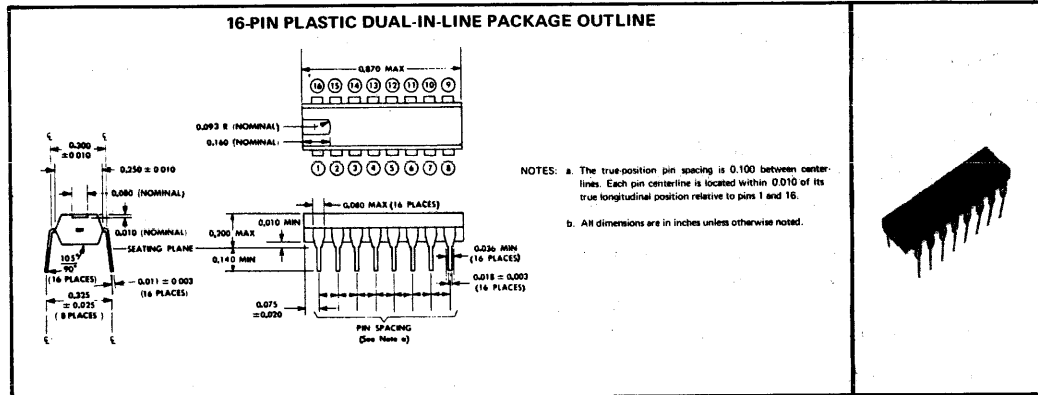 16-PIN PLASTIC DUAL-IN-LINE PACKAGE OUTLINE
0.870 MAX
16 15 14 13 12 11 10 9
0.093 R (NOMINAL)
0.160 (NOMINAL)
1 2 3 4 5 6 7 8
℄ ℄
0.300
±0 010
0.250 ± 0 010
0.080 (NOMINAL)
0.010 (NOMINAL)
SEATING PLANE
105°
90°
(16 PLACES)
0.011 ± 0 003
(16 PLACES)
0.325
± 0.025
( 8 PLACES )
℄ ℄
0,060 MAX (16 PLACES)
0,010 MIN
0,200 MAX
0,140 MIN
0.036 MIN
(16 PLACES)
0.018 ± 0,003
(16 PLACES)
0.075
±0,020
PIN SPACING
(See Note a)
NOTES: a. The true-position pin spacing is 0.100 between center-
lines. Each pin centerline is located within 0.010 of its
true longitudinal position relative to pins 1 and 16.
b. All dimensions are in inches unless otherwise noted.